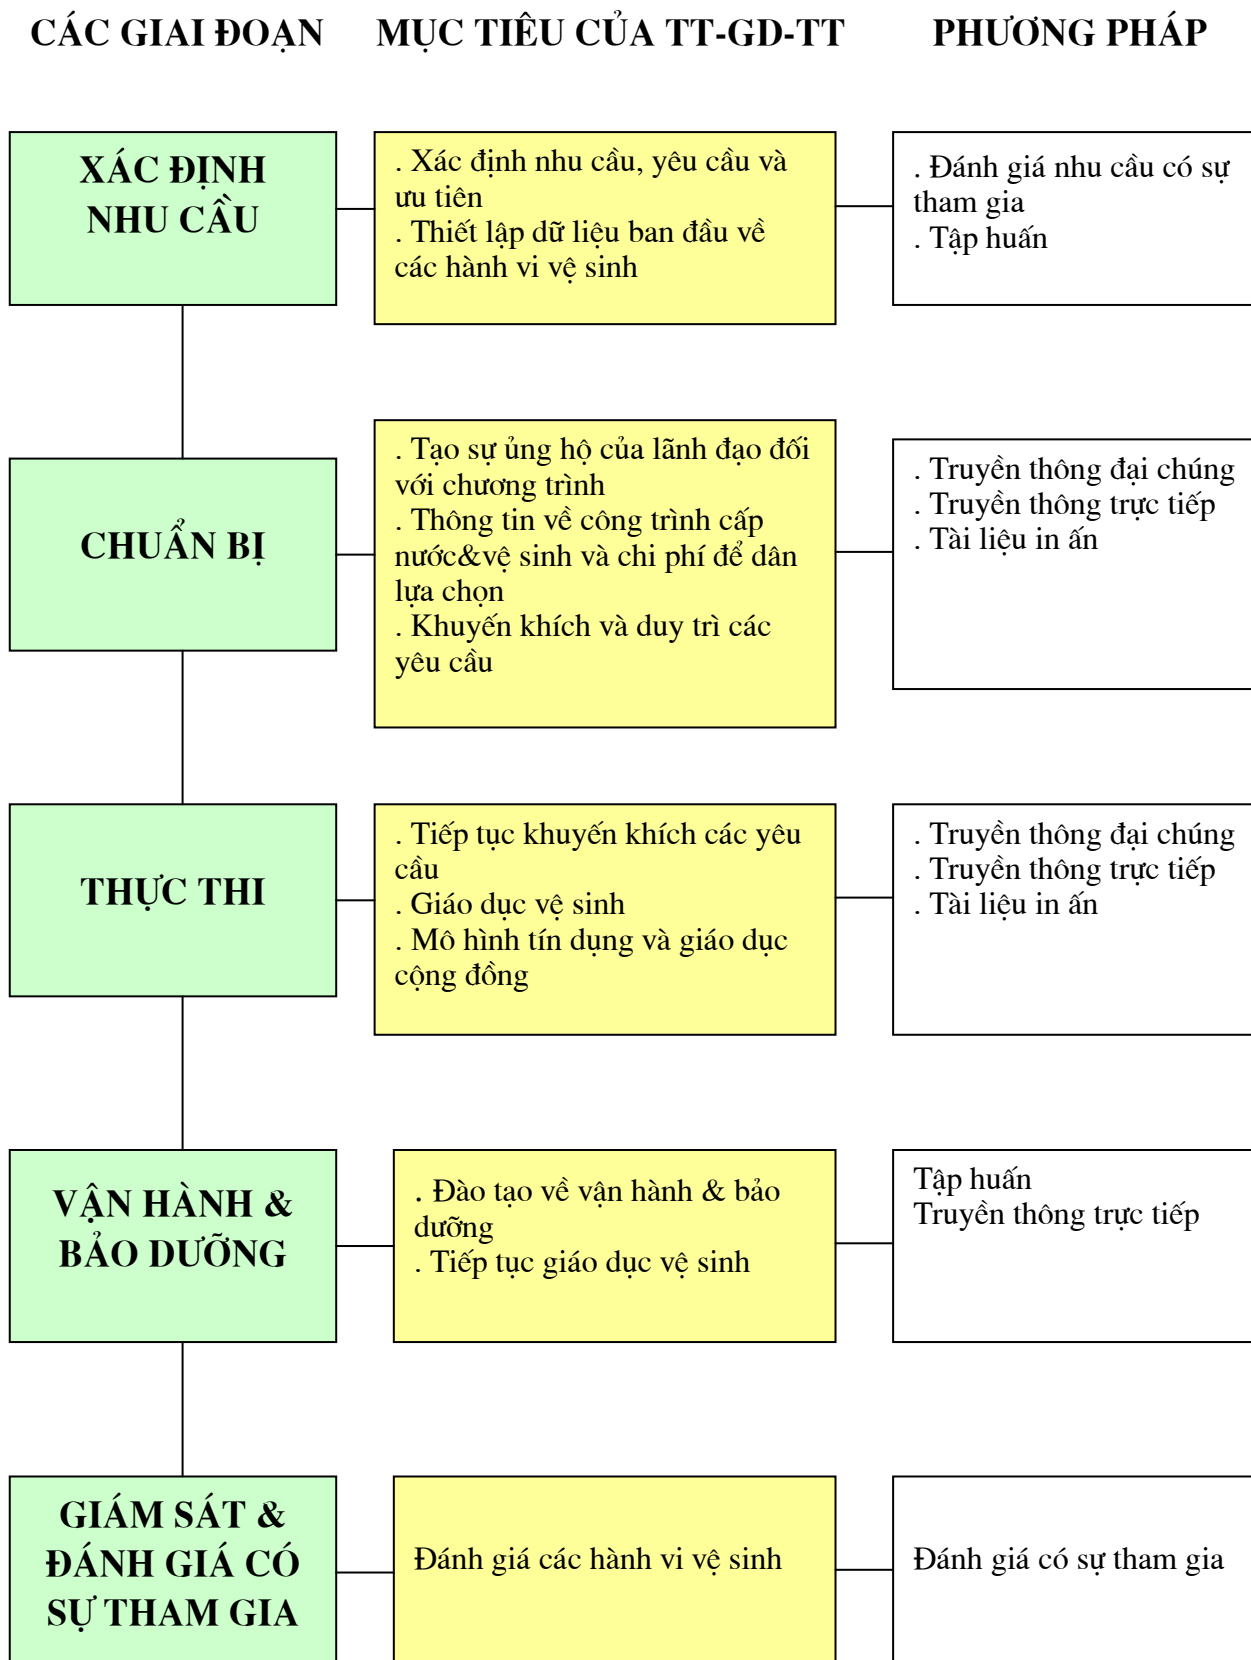 CÁC GIAI ĐOẠN MỤC TIÊU CỦA TT-GD-TT PHƯƠNG PHÁP
XÁC ĐỊNH
NHU CẦU
. Xác định nhu cầu, yêu cầu và
ưu tiên
. Thiết lập dữ liệu ban đầu về
các hành vi vệ sinh
. Đánh giá nhu cầu có sự
tham gia
. Tập huấn
CHUẨN BỊ
. Tạo sự ủng hộ của lãnh đạo đối
với chương trình
. Thông tin về công trình cấp
nước&vệ sinh và chi phí để dân
lựa chọn
. Khuyến khích và duy trì các
yêu cầu
. Truyền thông đại chúng
. Truyền thông trực tiếp
. Tài liệu in ấn
THỰC THI
. Tiếp tục khuyến khích các yêu
cầu
. Giáo dục vệ sinh
. Mô hình tín dụng và giáo dục
cộng đồng
. Truyền thông đại chúng
. Truyền thông trực tiếp
. Tài liệu in ấn
VẬN HÀNH &
BẢO DƯỠNG
. Đào tạo về vận hành & bảo
dưỡng
. Tiếp tục giáo dục vệ sinh
Tập huấn
Truyền thông trực tiếp
GIÁM SÁT &
ĐÁNH GIÁ CÓ
SỰ THAM GIA
Đánh giá các hành vi vệ sinh
Đánh giá có sự tham gia